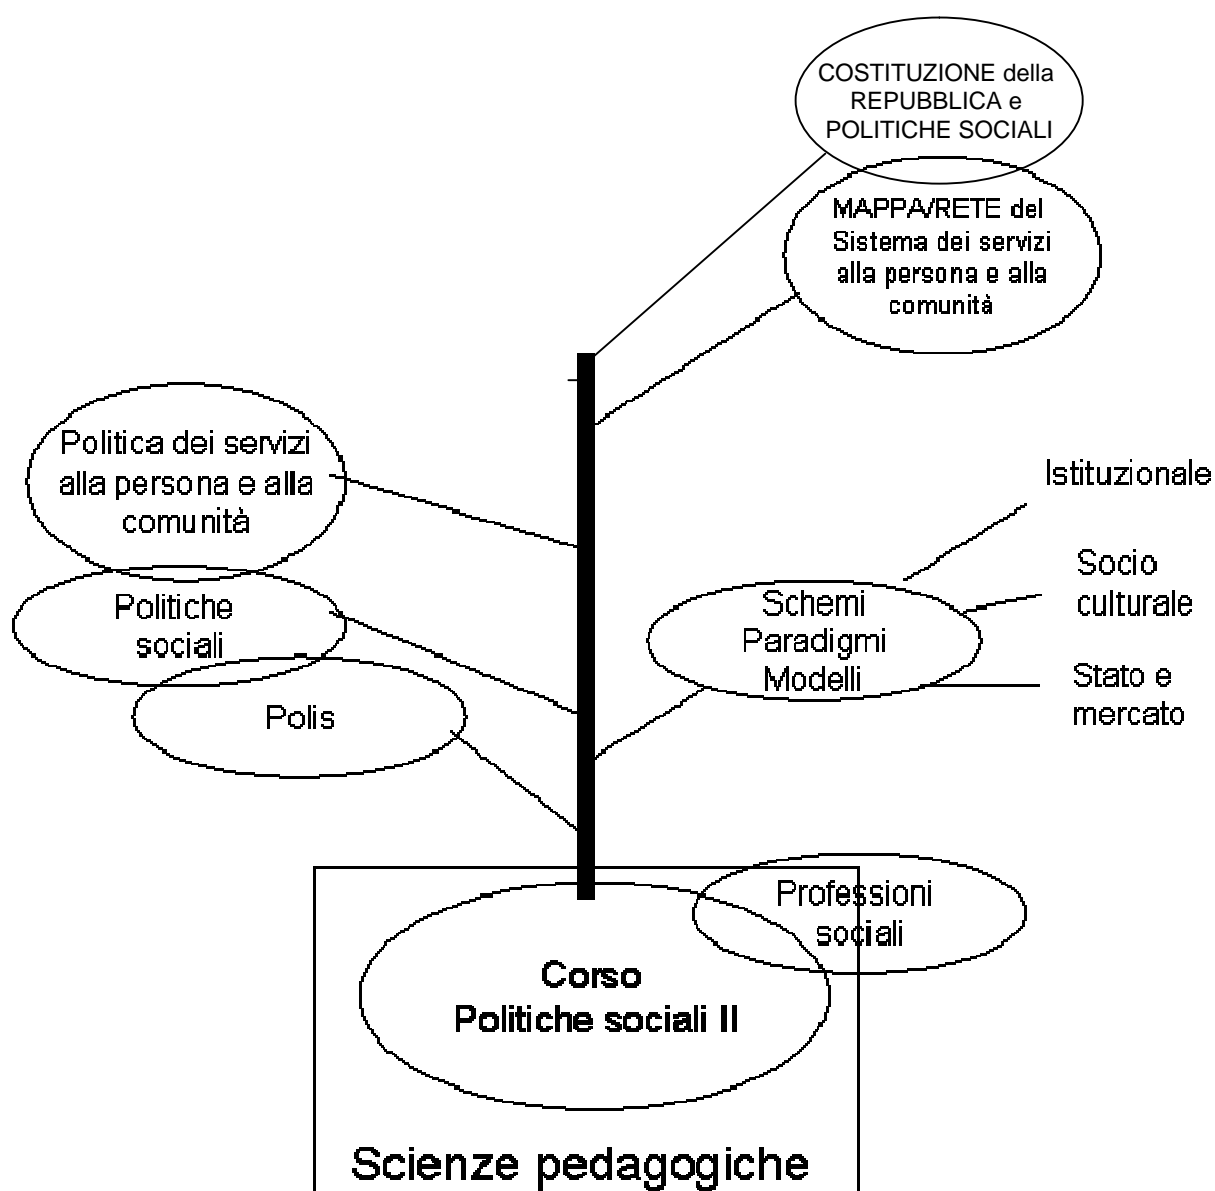 COSTITUZIONE della
REPUBBLICA e
POLITICHE SOCIALI
MAPPA/RETE del
Sistema dei servizi
alla persona e alla
comunità
Politica dei servizi
alla persona e alla
comunità
Politiche
sociali
Polis
Istituzionale
Socio
culturale
Stato e
mercato
Schemi
Paradigmi
Modelli
Professioni
sociali
Corso
Politiche sociali II
Scienze pedagogiche